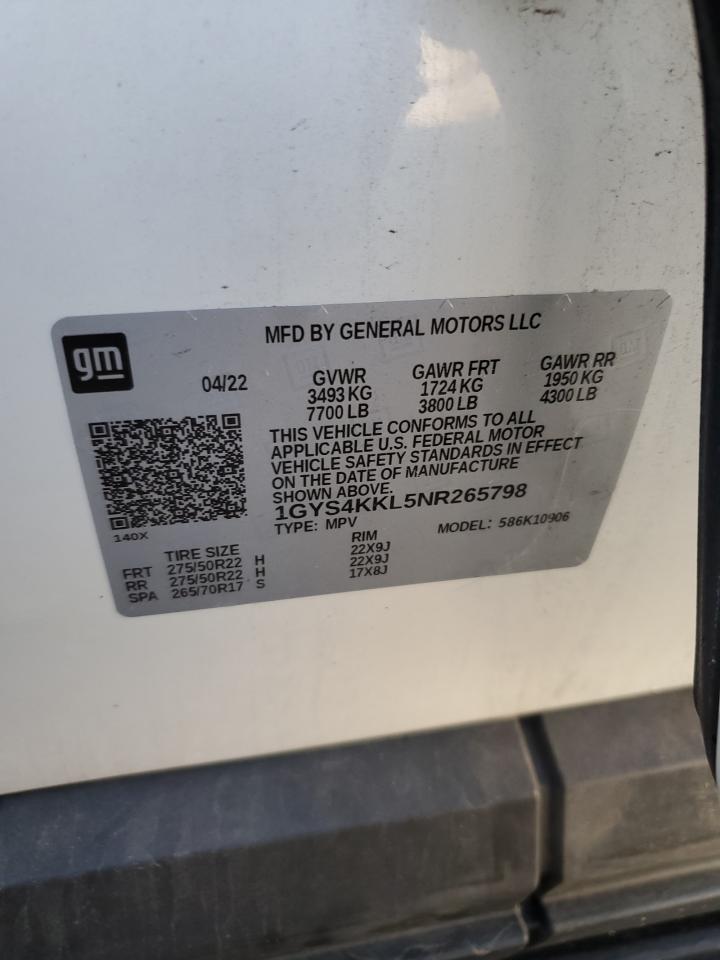 gm
MFD BY GENERAL MOTORS LLC
04/22
GVWR
3493 KG
7700 LB
GAWR FRT
1724 KG
3800 LB
GAWR RR
1950 KG
4300 LB
THIS VEHICLE CONFORMS TO ALL
APPLICABLE U.S. FEDERAL MOTOR
VEHICLE SAFETY STANDARDS IN EFFECT
ON THE DATE OF MANUFACTURE
SHOWN ABOVE.
1GYS4KKL5NR265798
TYPE: MPV MODEL: 586K10906
140X
TIRE SIZE RIM
FRT 275/50R22 H 22X9J
RR 275/50R22 H 22X9J
SPA 265/70R17 S 17X8J